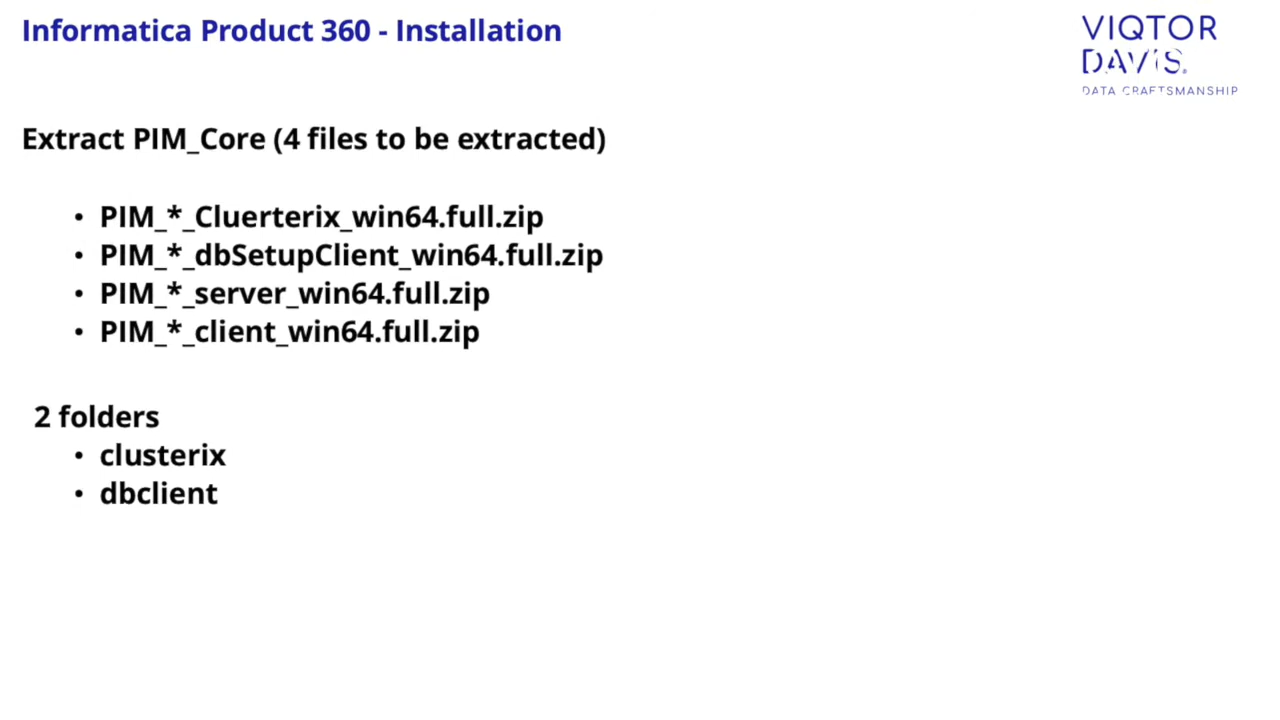 Informatica Product 360 - Installation
VIQTOR
DAVIS.
DATA CRAFTSMANSHIP
Extract PIM_Core (4 files to be extracted)
• PIM_*_Cluerterix_win64.full.zip
• PIM_*_dbSetupClient_win64.full.zip
• PIM_*_server_win64.full.zip
• PIM_*_client_win64.full.zip
2 folders
• clusterix
• dbclient